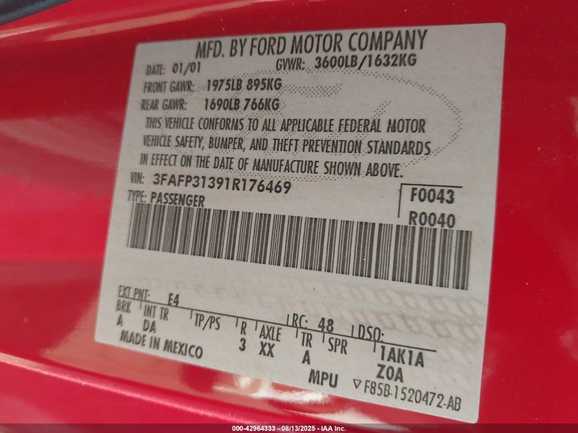 MFD. BY FORD MOTOR COMPANY
DATE: 01/01 GVWR: 3600LB/1632KG
FRONT GAWR: 1975LB 895KG
REAR GAWR: 1690LB 766KG
THIS VEHICLE CONFORMS TO ALL APPLICABLE FEDERAL MOTOR
VEHICLE SAFETY, BUMPER, AND THEFT PREVENTION STANDARDS
IN EFFECT ON THE DATE OF MANUFACTURE SHOWN ABOVE.
VIN: 3FAFP31391R176469 F0043
TYPE: PASSENGER R0040
EXT PNT: E4 RC: 48 DSO:
BRK INT TR TP/PS R AXLE TR SPR 1AK1A
A DA 3 XX A Z0A
MADE IN MEXICO MPU F85B-1520472-AB
000-42964333 - 08/13/2025 - IAA Inc.